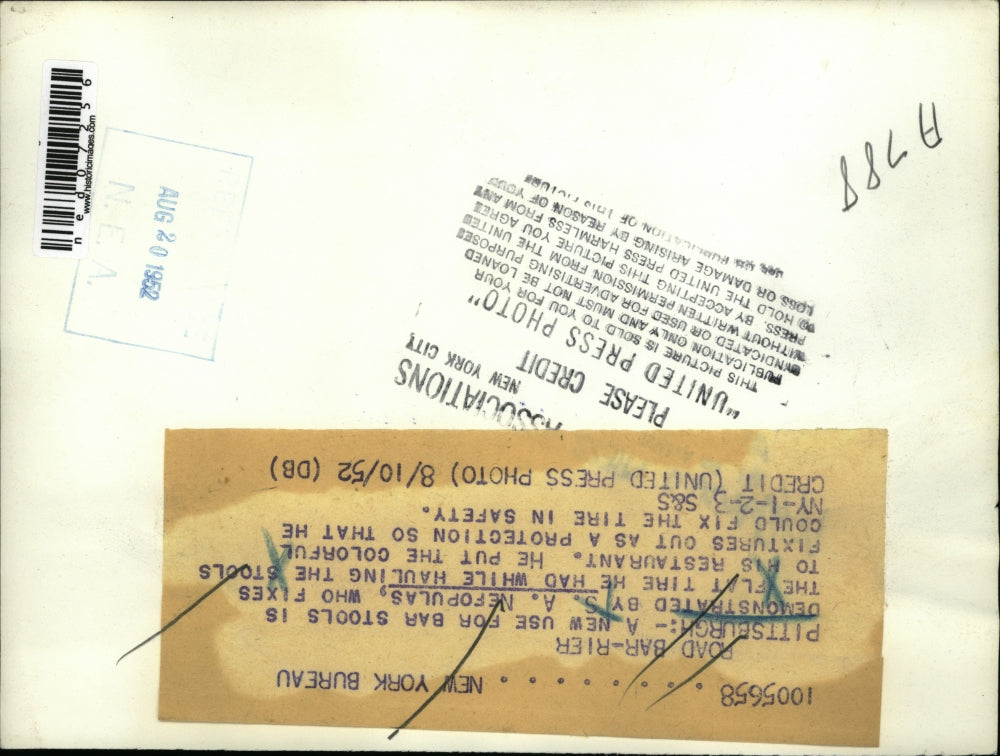 1005658 . . . . . . . . . . NEW YORK BUREAU
ROAD BAR-RIER
PITTSBURGH:- A NEW USE FOR BAR STOOLS IS
DEMONSTRATED BY S. A. NEFOPULAS, WHO FIXES
THE FLAT TIRE HE HAD WHILE HAULING THE STOOLS
TO HIS RESTAURANT. HE PUT THE COLORFUL
FIXTURES OUT AS A PROTECTION SO THAT HE
COULD FIX THE TIRE IN SAFETY.
NY-1-2-3 S&S
CREDIT (UNITED PRESS PHOTO) 8/10/52 (DB)
ASSOCIATIONS
NEW YORK CITY
PLEASE CREDIT
"UNITED PRESS PHOTO"
THIS PICTURE IS SOLD TO YOU FOR YOUR
PUBLICATION ONLY AND MUST NOT BE LOANED
SYNDICATED OR USED FOR ADVERTISING PURPOSES
WITHOUT WRITTEN PERMISSION FROM THE UNITED
PRESS. BY ACCEPTING THIS PICTURE YOU AGREE
TO HOLD THE UNITED PRESS HARMLESS FROM ANY
LOSS OR DAMAGE ARISING BY REASON OF YOUR
PUBLICATION OF THIS PICTURE
A 788
N.E.A.
AUG 20 1952
ned07256
www.historicimages.com